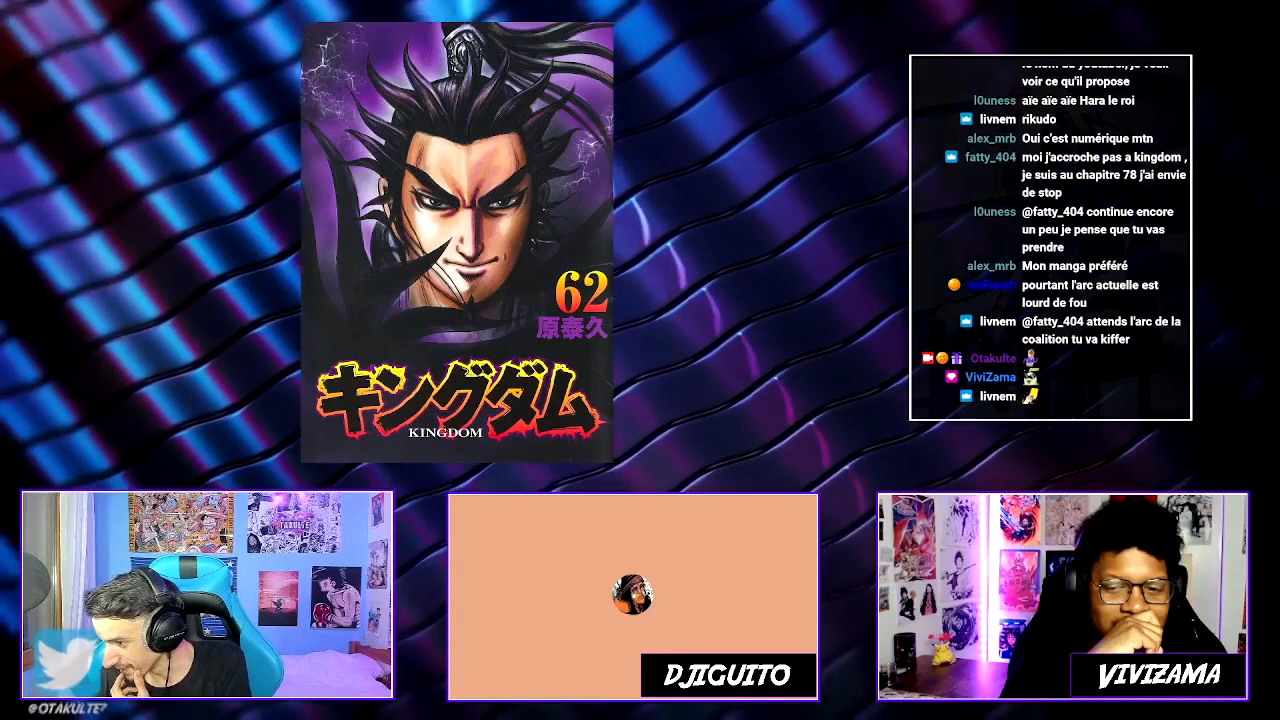 62
原泰久
キングダム
KINGDOM
voir ce qu'il propose
l0uness aïe aïe aïe Hara le roi
livnem rikudo
alex_mrb Oui c'est numérique mtn
fatty_404 moi j'accroche pas a kingdom ,
je suis au chapitre 78 j'ai envie
de stop
l0uness @fatty_404 continue encore
un peu je pense que tu vas
prendre
alex_mrb Mon manga préféré
pourtant l'arc actuelle est
lourd de fou
livnem @fatty_404 attends l'arc de la
coalition tu va kiffer
Otakulte
ViviZama
livnem
OTAKULTE
@OTAKULTE
DJIGUITO
VIVIZAMA